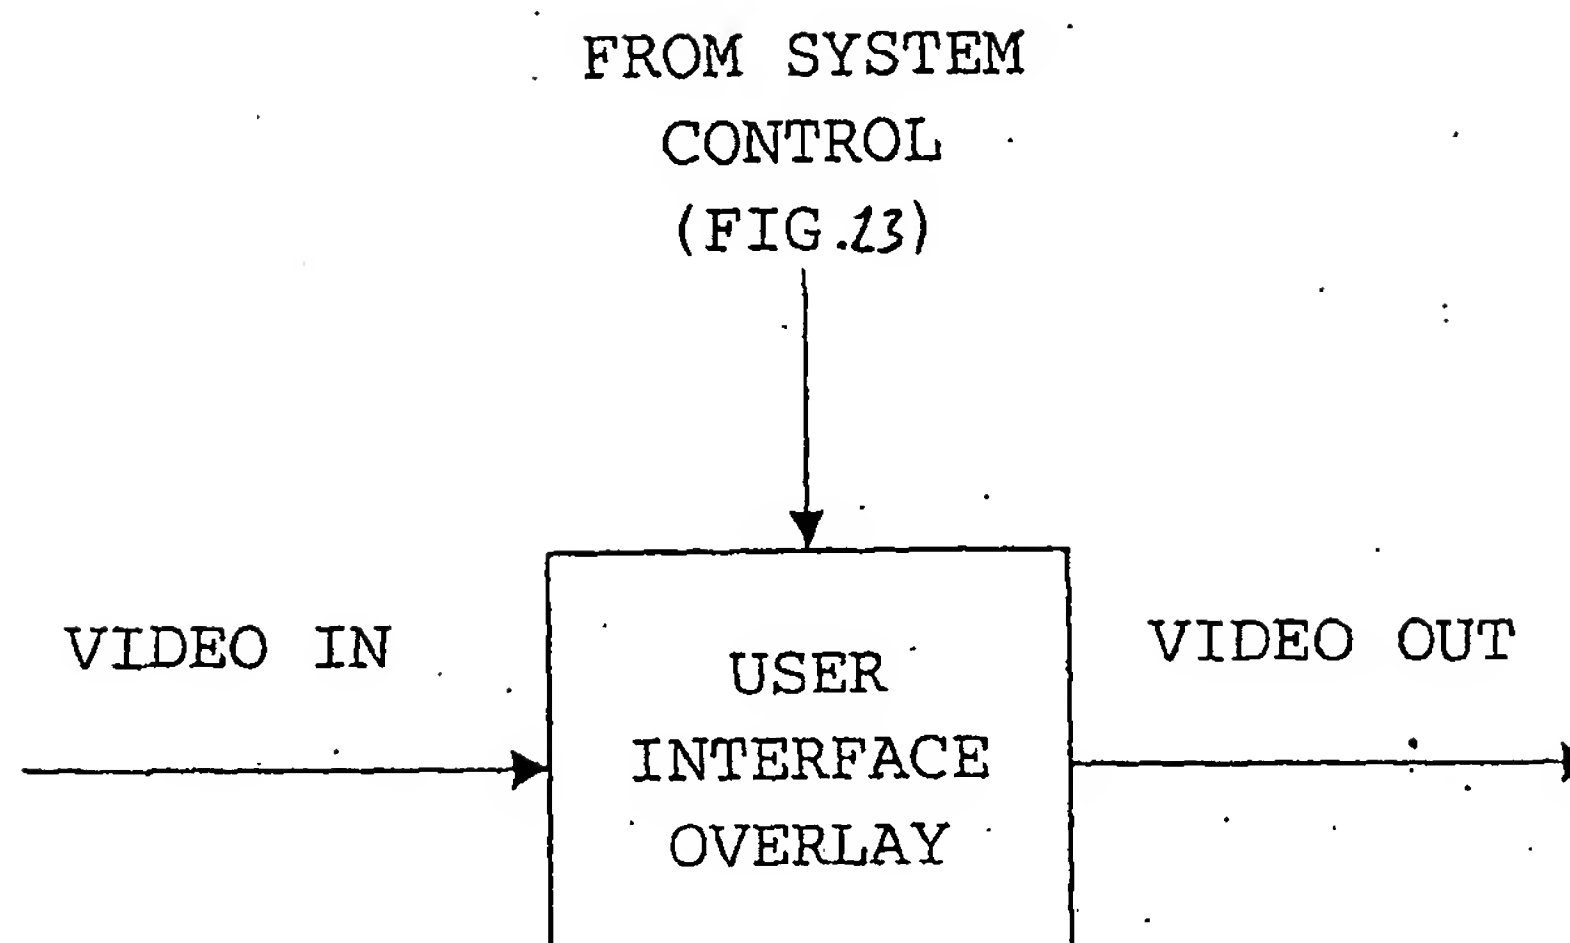 FROM SYSTEM
CONTROL
(FIG.13)
VIDEO IN
USER
INTERFACE
OVERLAY
VIDEO OUT